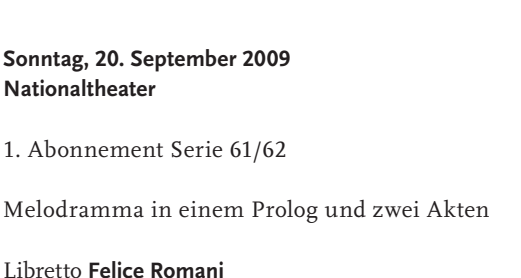 Sonntag, 20. September 2009
Nationaltheater
1. Abonnement Serie 61/62
Melodramma in einem Prolog und zwei Akten
Libretto Felice Romani